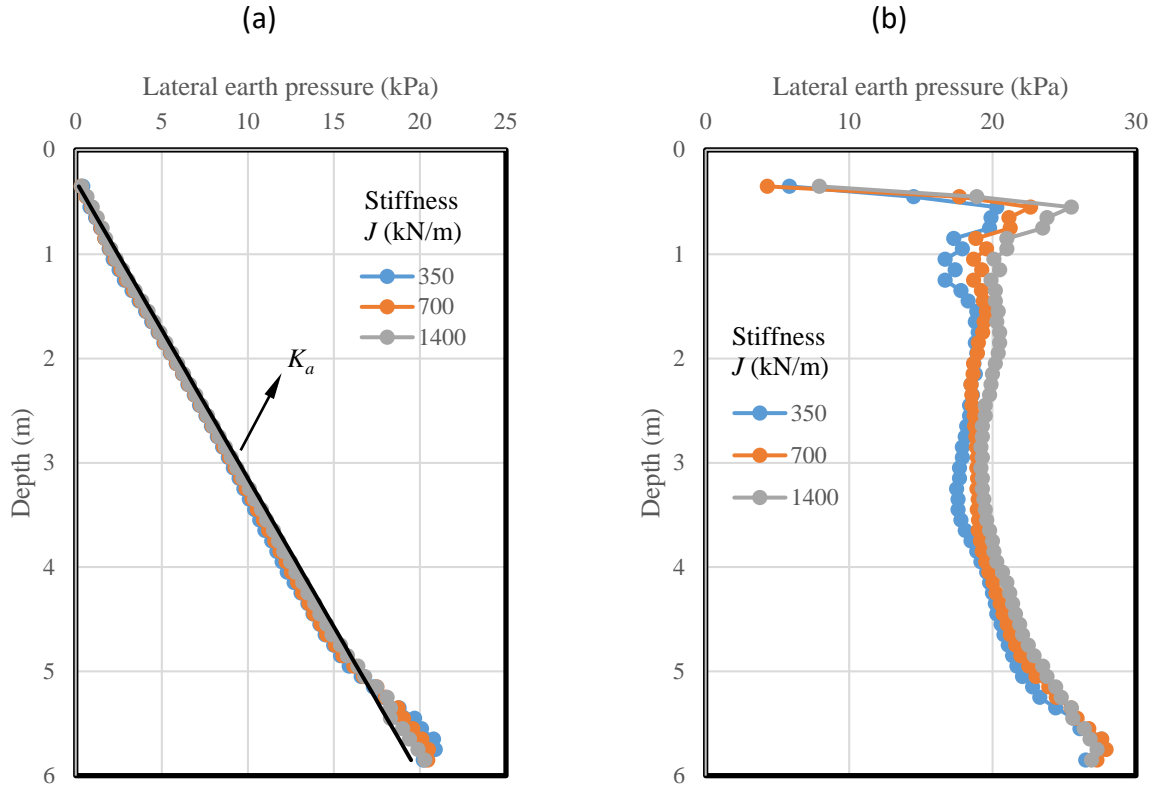 (a)
Lateral earth pressure (kPa)
0 5 10 15 20 25
0
1
2
3
4
5
6
Depth (m)
Stiffness
J (kN/m)
350
700
1400
Ka
(b)
Lateral earth pressure (kPa)
0 10 20 30
0
1
2
3
4
5
6
Depth (m)
Stiffness
J (kN/m)
350
700
1400